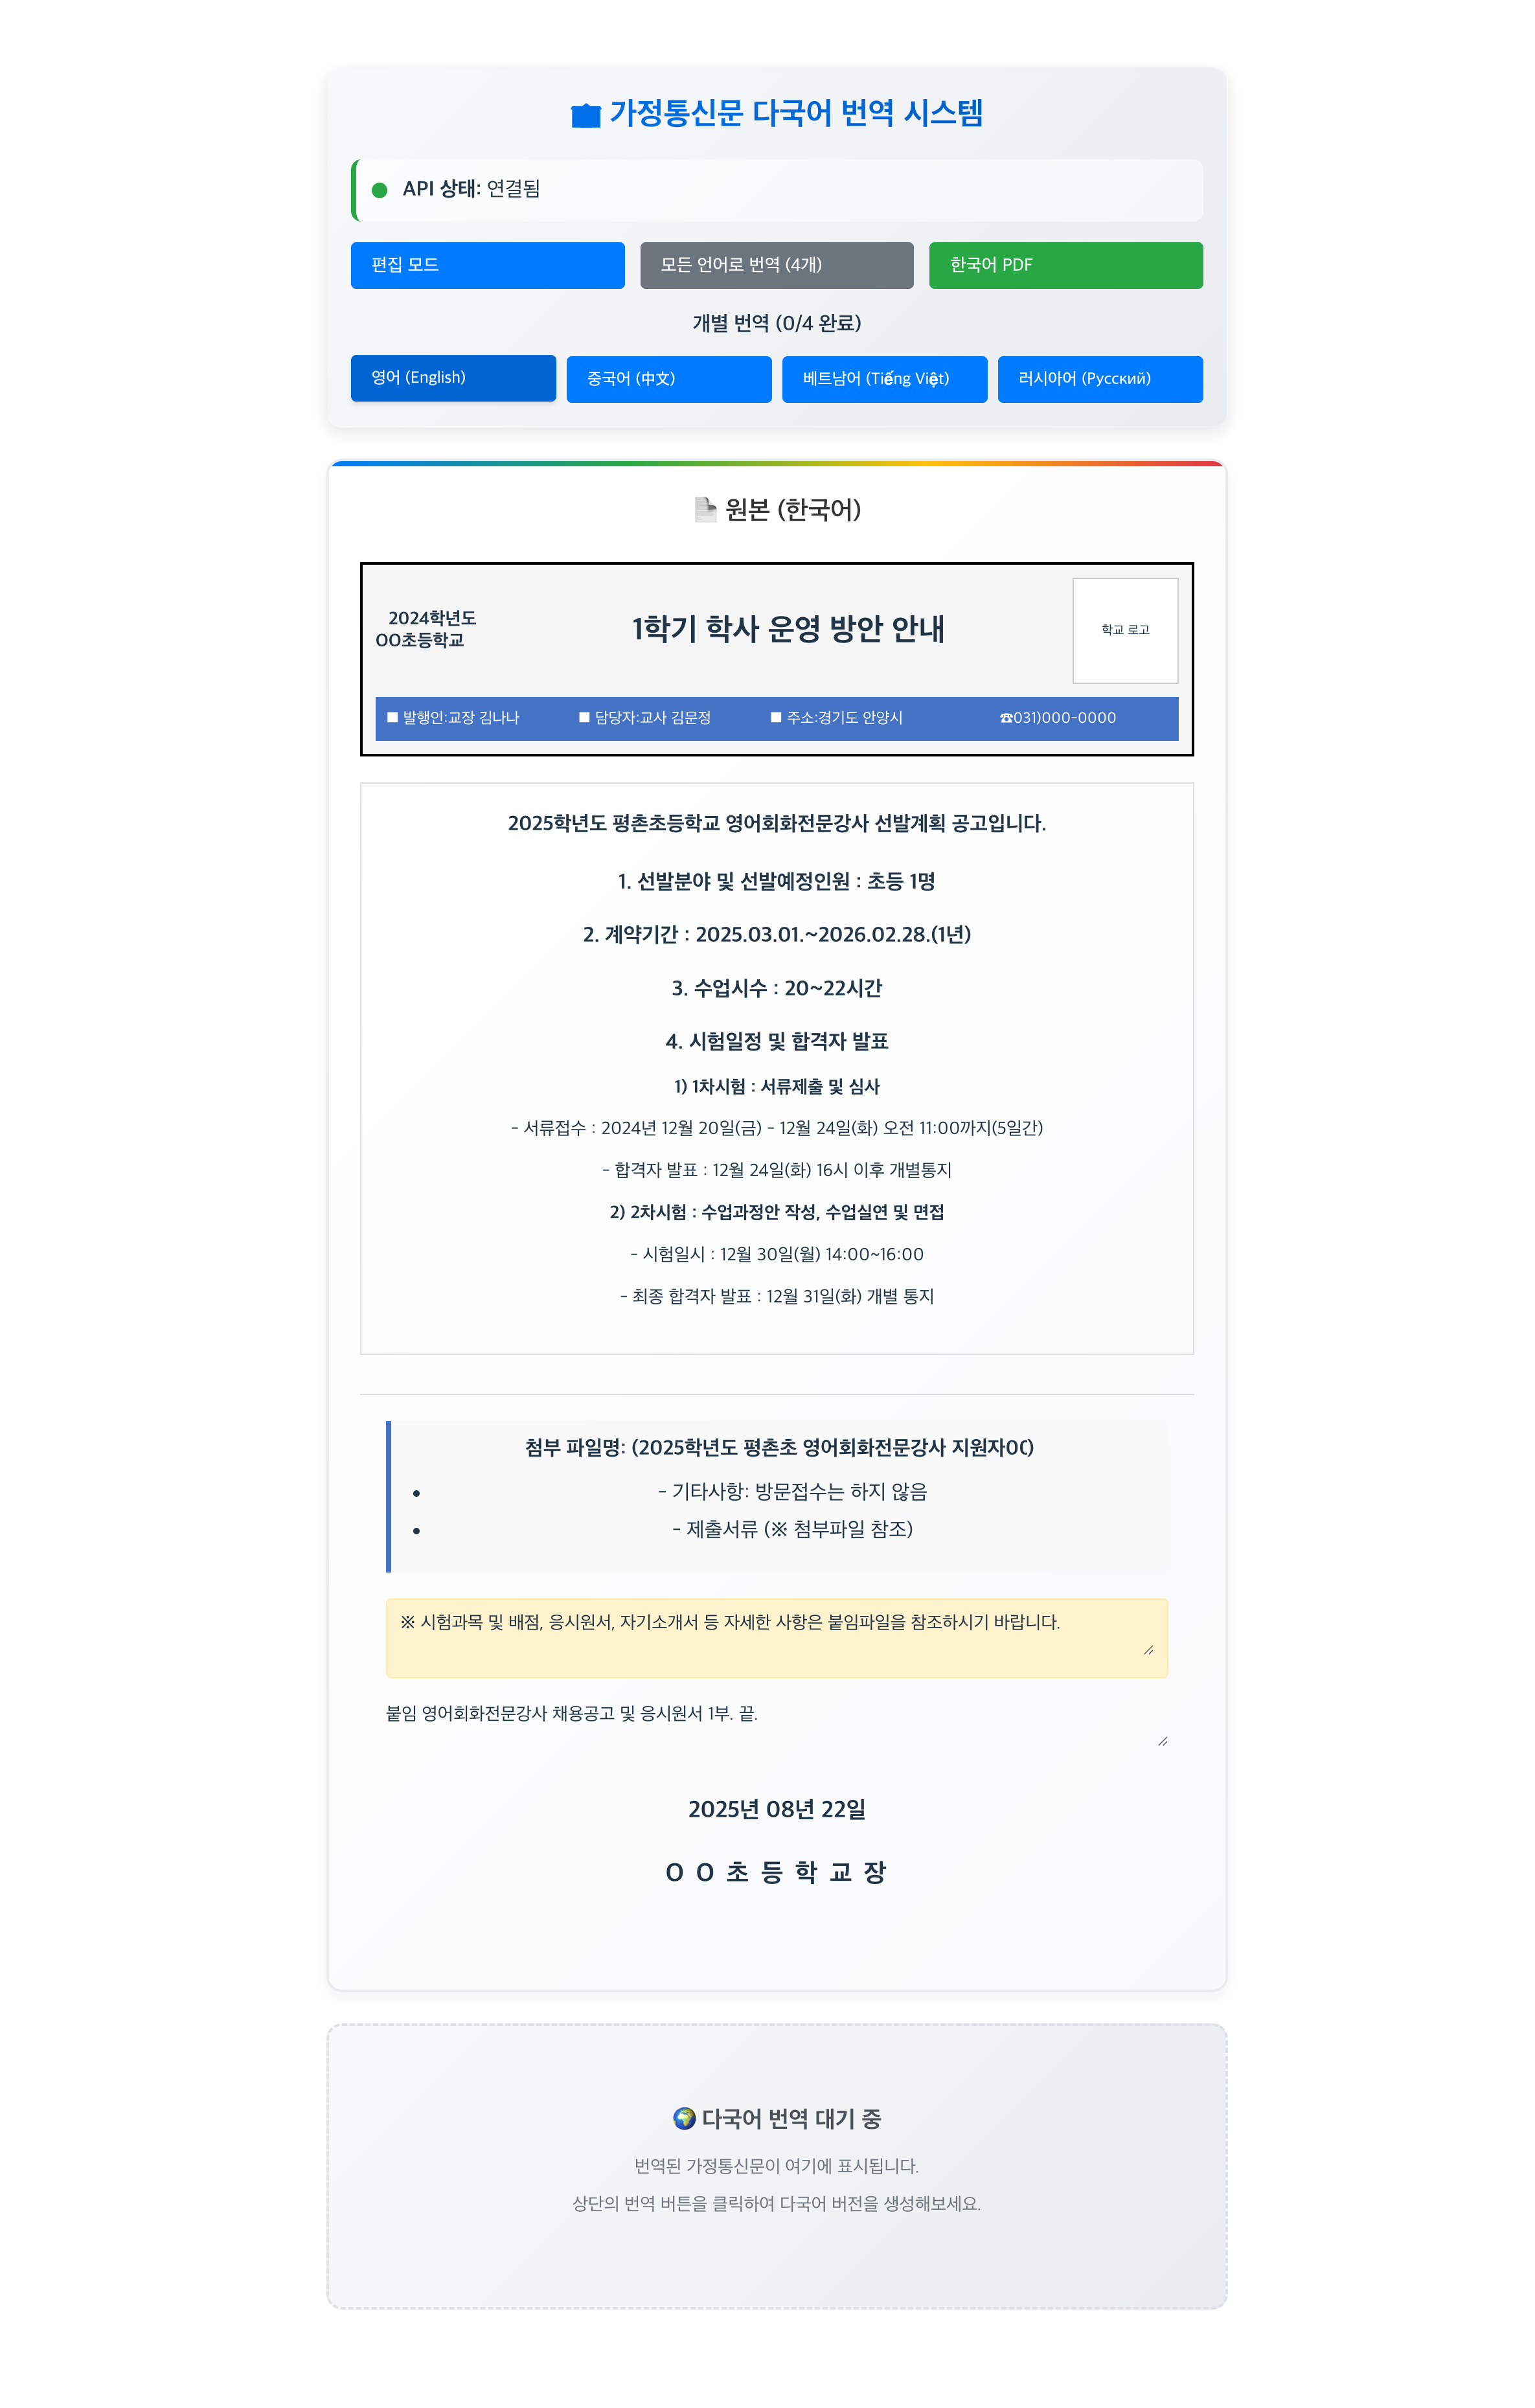 가정통신문 다국어 번역 시스템
API 상태: 연결됨
편집 모드
모든 언어로 번역 (4개)
한국어 PDF
개별 번역 (0/4 완료)
영어 (English)
중국어 (中文)
베트남어 (Tiếng Việt)
러시아어 (Русский)
원본 (한국어)
2024학년도
OO초등학교
1학기 학사 운영 방안 안내
학교 로고
■ 발행인:교장 김나나
■ 담당자:교사 김문정
■ 주소:경기도 안양시
☎031)000-0000
2025학년도 평촌초등학교 영어회화전문강사 선발계획 공고입니다.
1. 선발분야 및 선발예정인원 : 초등 1명
2. 계약기간 : 2025.03.01.~2026.02.28.(1년)
3. 수업시수 : 20~22시간
4. 시험일정 및 합격자 발표
1) 1차시험 : 서류제출 및 심사
- 서류접수 : 2024년 12월 20일(금) - 12월 24일(화) 오전 11:00까지(5일간)
- 합격자 발표 : 12월 24일(화) 16시 이후 개별통지
2) 2차시험 : 수업과정안 작성, 수업실연 및 면접
- 시험일시 : 12월 30일(월) 14:00~16:00
- 최종 합격자 발표 : 12월 31일(화) 개별 통지
첨부 파일명: (2025학년도 평촌초 영어회화전문강사 지원자)
• - 기타사항: 방문접수는 하지 않음
• - 제출서류 (※ 첨부파일 참조)
※ 시험과목 및 배점, 응시원서, 자기소개서 등 자세한 사항은 붙임파일을 참조하시기 바랍니다.
붙임 영어회화전문강사 채용공고 및 응시원서 1부. 끝.
2025년 08년 22일
O O 초 등 학 교 장
다국어 번역 대기 중
번역된 가정통신문이 여기에 표시됩니다.
상단의 번역 버튼을 클릭하여 다국어 버전을 생성해보세요.